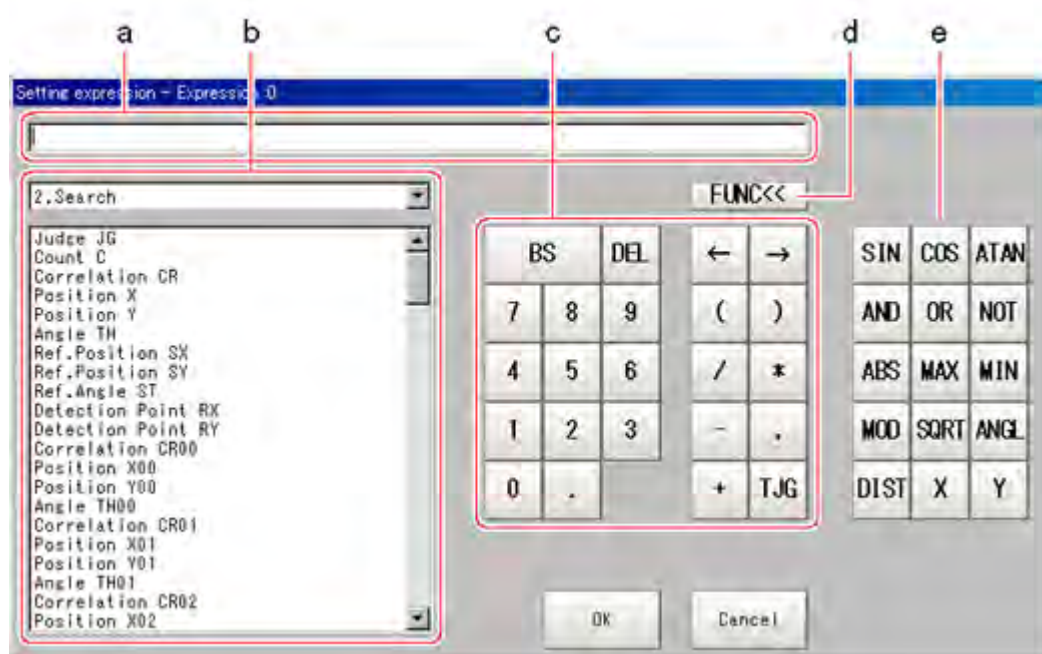 a b c d e
Setting expression - Expression 0
2.Search
FUNC<<
Judge JG
Count C
Correlation CR
Position X
Position Y
Angle TH
Ref.Position SX
Ref.Position SY
Ref.Angle ST
Detection Point RX
Detection Point RY
Correlation CR00
Position X00
Position Y00
Angle TH00
Correlation CR01
Position X01
Position Y01
Angle TH01
Correlation CR02
Position X02
BS DEL ← → SIN COS ATAN
7 8 9 ( ) AND OR NOT
4 5 6 / * ABS MAX MIN
1 2 3 - , MOD SQRT ANGL
0 . + TJG DIST X Y
OK Cancel